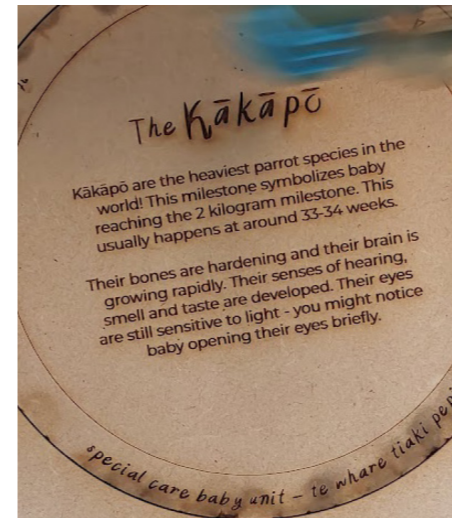 The Kākāpō
Kākāpō are the heaviest parrot species in the
world! This milestone symbolizes baby
reaching the 2 kilogram milestone. This
usually happens at around 33-34 weeks.
Their bones are hardening and their brain is
growing rapidly. Their senses of hearing,
smell and taste are developed. Their eyes
are still sensitive to light - you might notice
baby opening their eyes briefly.
special care baby unit – te whare tiaki